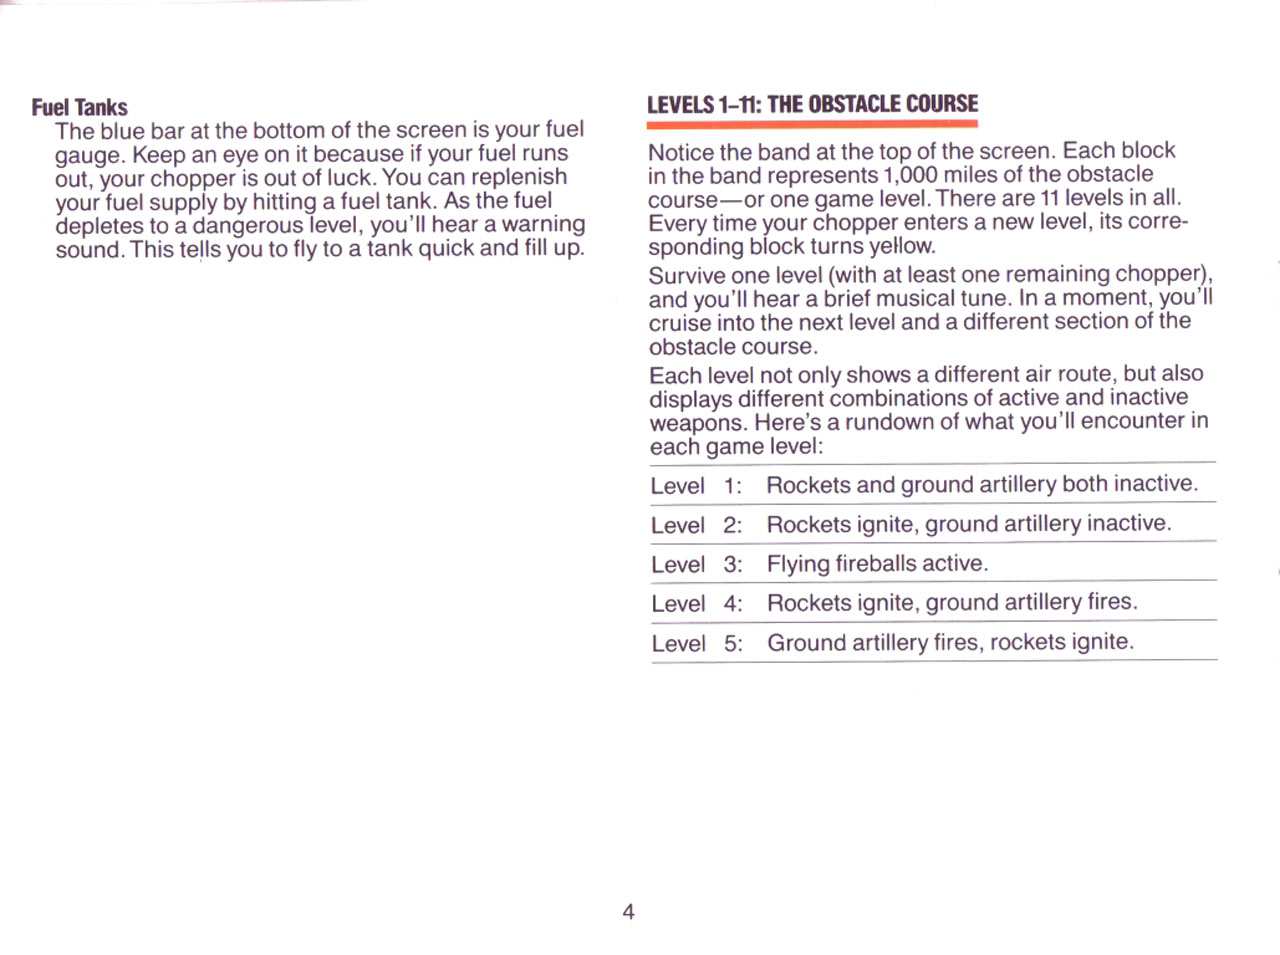 Fuel Tanks
The blue bar at the bottom of the screen is your fuel
gauge. Keep an eye on it because if your fuel runs
out, your chopper is out of luck. You can replenish
your fuel supply by hitting a fuel tank. As the fuel
depletes to a dangerous level, you'll hear a warning
sound. This tells you to fly to a tank quick and fill up.
LEVELS 1–11: THE OBSTACLE COURSE
Notice the band at the top of the screen. Each block
in the band represents 1,000 miles of the obstacle
course—or one game level. There are 11 levels in all.
Every time your chopper enters a new level, its corre-
sponding block turns yellow.
Survive one level (with at least one remaining chopper),
and you'll hear a brief musical tune. In a moment, you'll
cruise into the next level and a different section of the
obstacle course.
Each level not only shows a different air route, but also
displays different combinations of active and inactive
weapons. Here's a rundown of what you'll encounter in
each game level:
Level 1: Rockets and ground artillery both inactive.
Level 2: Rockets ignite, ground artillery inactive.
Level 3: Flying fireballs active.
Level 4: Rockets ignite, ground artillery fires.
Level 5: Ground artillery fires, rockets ignite.
4